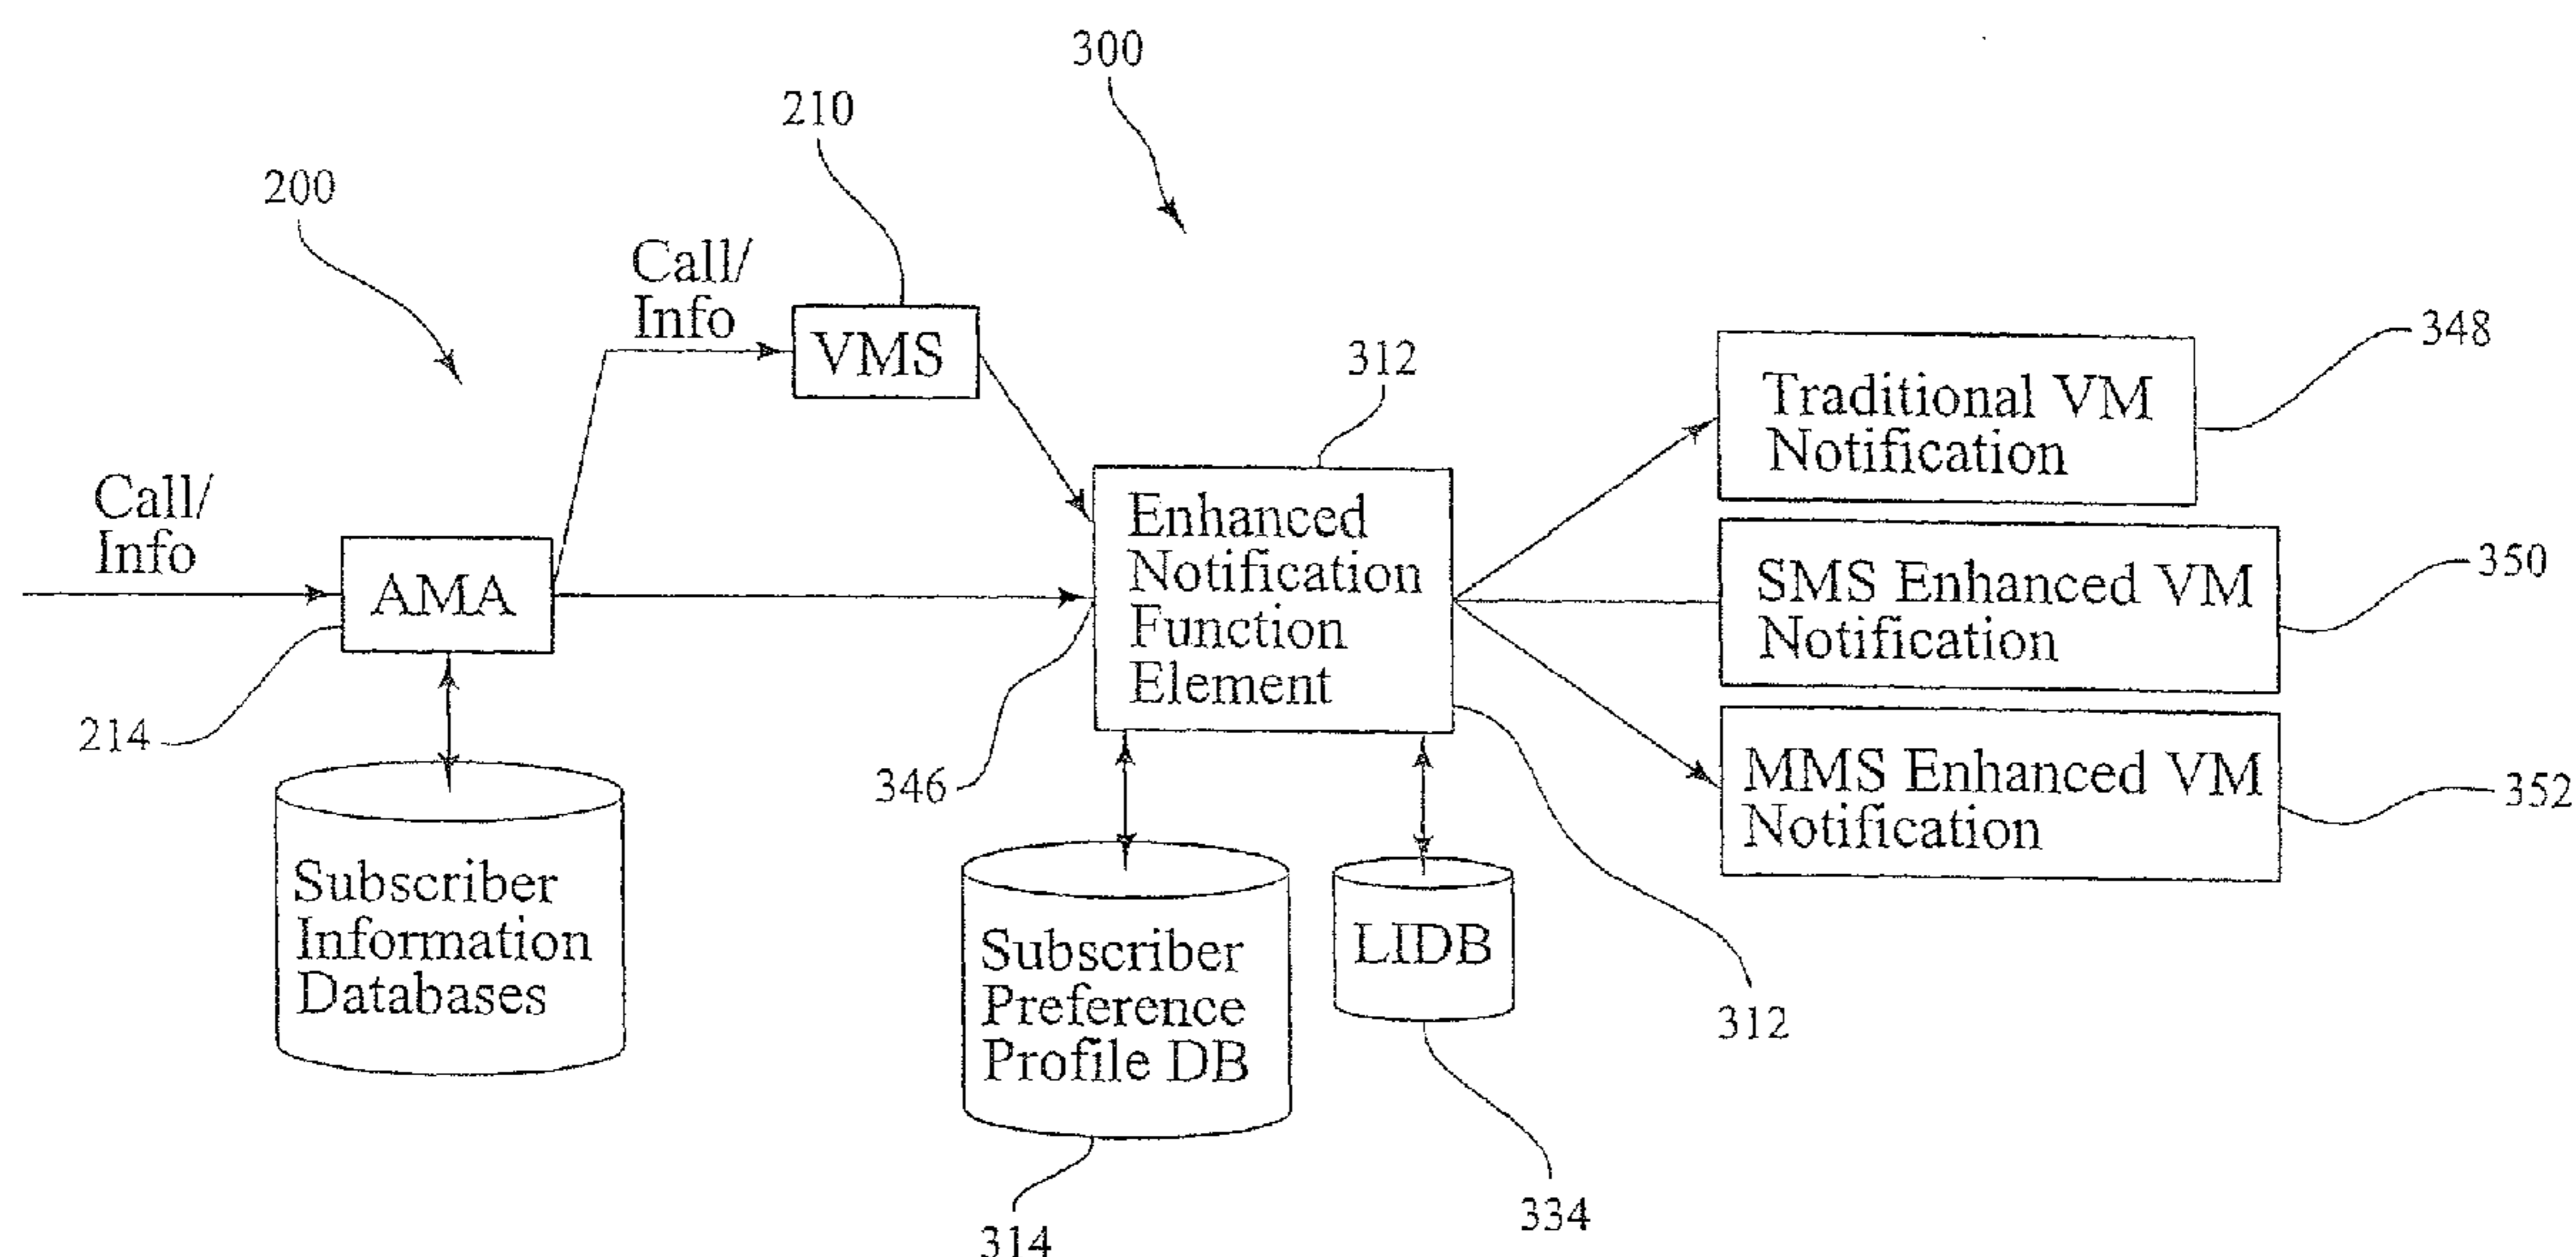 300
210
200
Call/
Info
VMS
312
348
Traditional VM
Notification
Call/
Info
AMA
Enhanced
Notification
Function
Element
350
SMS Enhanced VM
Notification
214
346
352
MMS Enhanced VM
Notification
Subscriber
Information
Databases
Subscriber
Preference
Profile DB
LIDB
312
334
314